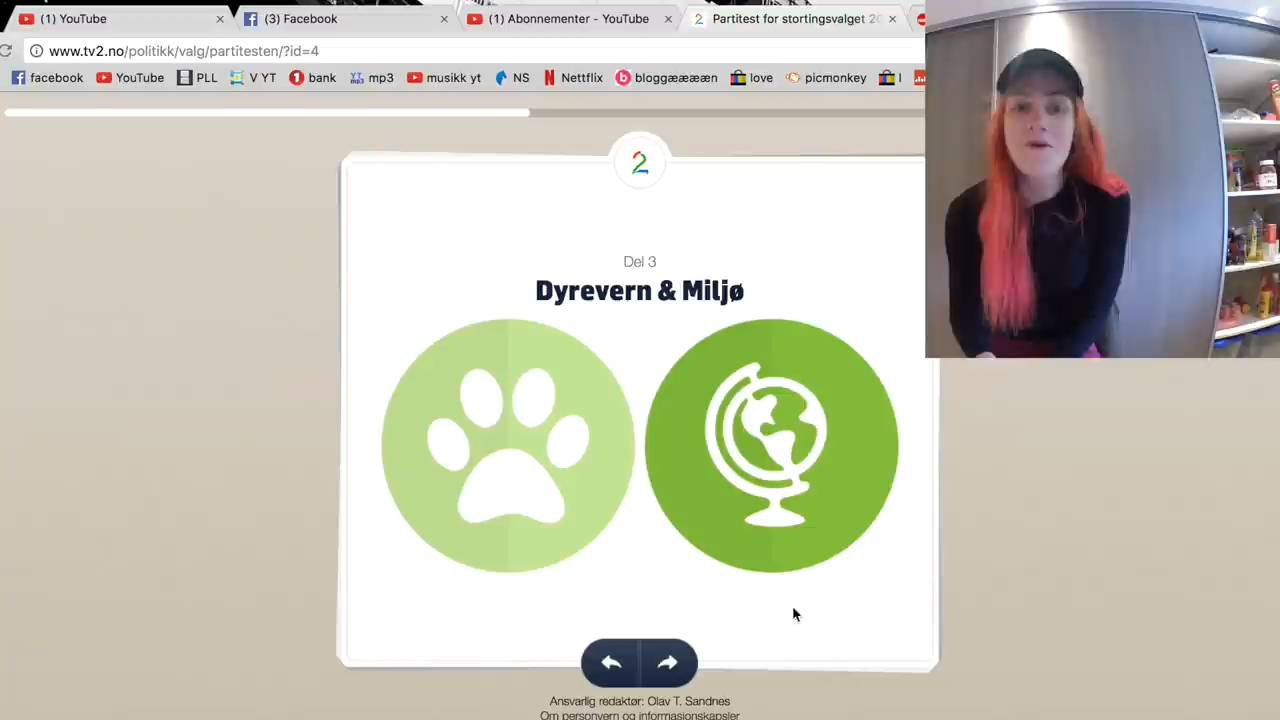 (1) YouTube
(3) Facebook
(1) Abonnementer - YouTube
2 Partitest for stortingsvalget 20
www.tv2.no/politikk/valg/partitesten/?id=4
facebook YouTube PLL V YT bank mp3 musikk yt NS Nettflix bloggæææen love picmonkey l
2
Del 3
Dyrevern & Miljø
Ansvarlig redaktør: Olav T. Sandnes
Om personvern og informasjonskapsler